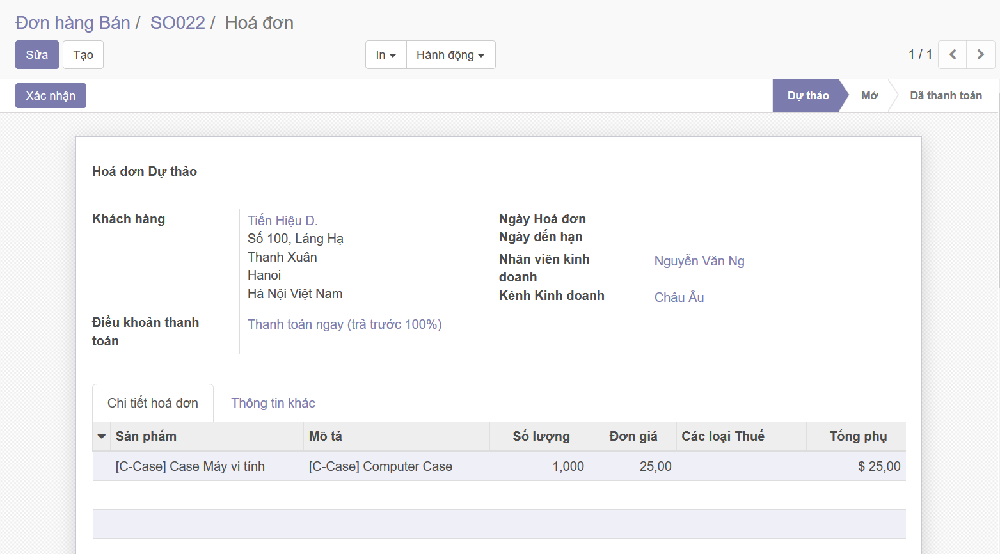 Đơn hàng Bán / SO022 / Hoá đơn
Sửa Tạo In Hành động 1 / 1
Xác nhận Dự thảo Mở Đã thanh toán
Hoá đơn Dự thảo
Khách hàng
Tiến Hiệu D.
Số 100, Láng Hạ
Thanh Xuân
Hanoi
Hà Nội Việt Nam
Điều khoản thanh
toán
Thanh toán ngay (trả trước 100%)
Ngày Hoá đơn
Ngày đến hạn
Nhân viên kinh
doanh
Nguyễn Văn Ng
Kênh Kinh doanh
Châu Âu
Chi tiết hoá đơn Thông tin khác
Sản phẩm Mô tả Số lượng Đơn giá Các loại Thuế Tổng phụ
[C-Case] Case Máy vi tính [C-Case] Computer Case 1,000 25,00 $ 25,00